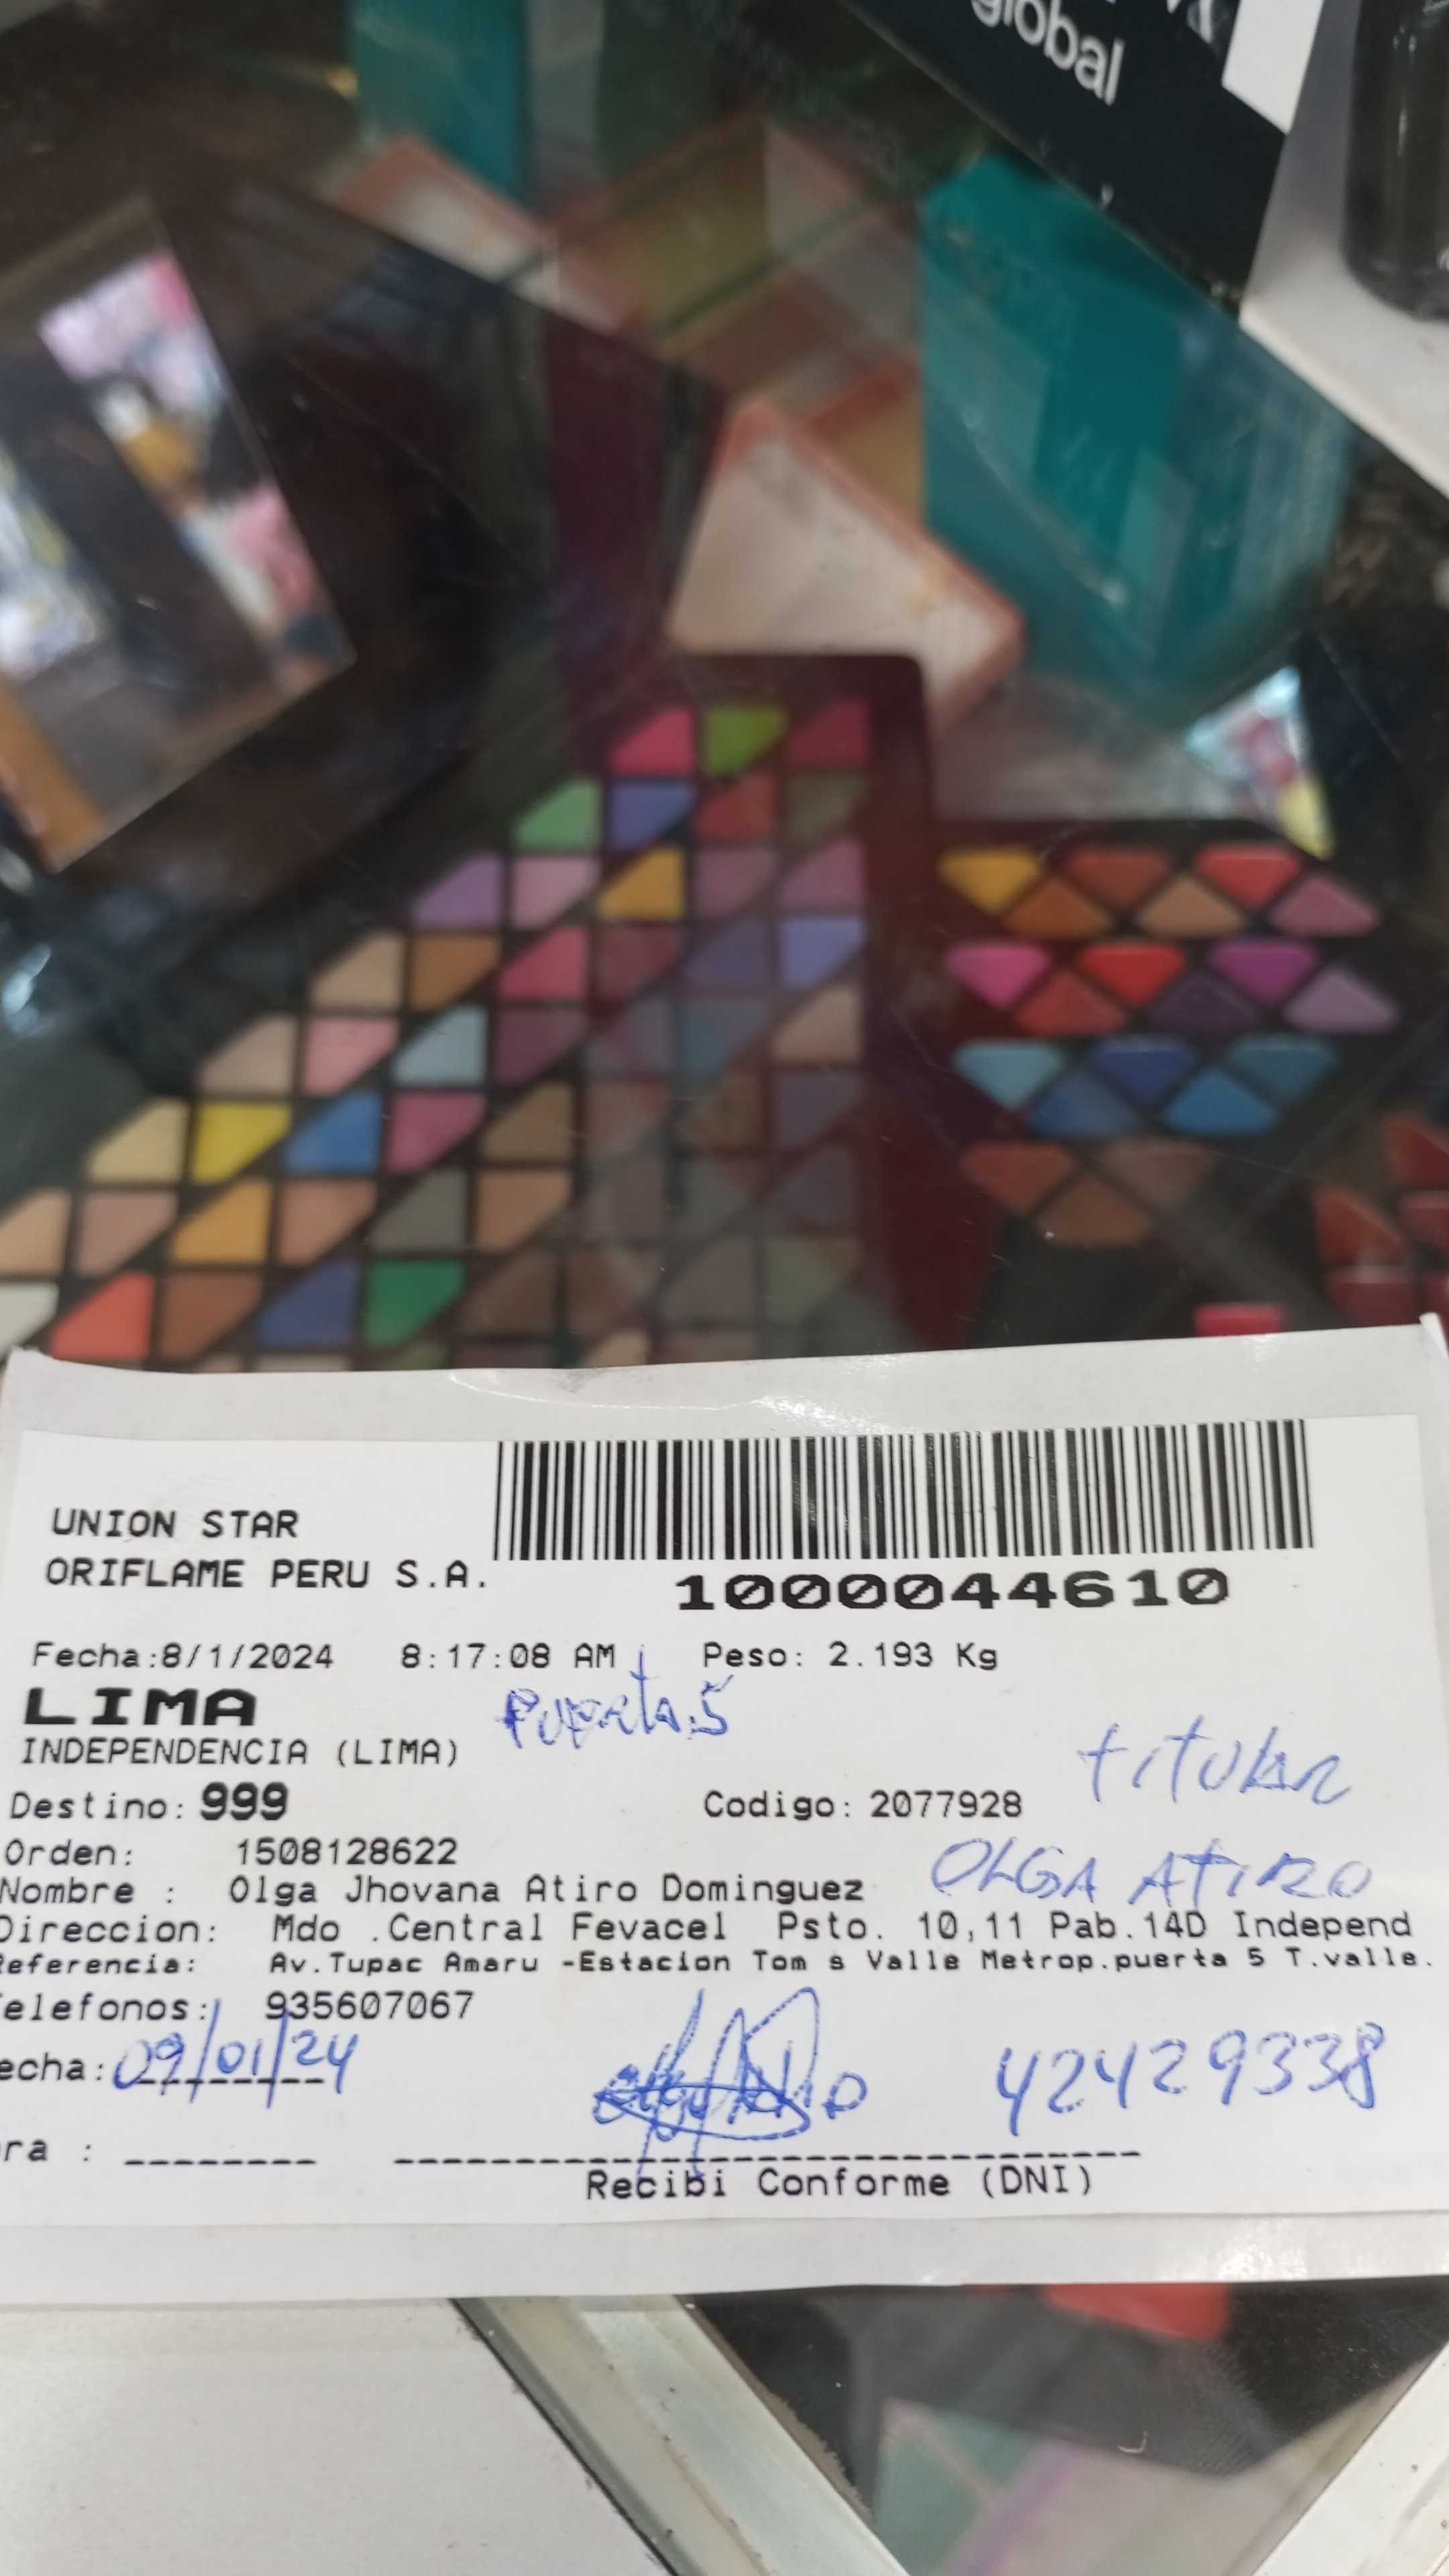 global
UNION STAR
ORIFLAME PERU S.A.
1000044610
Fecha:8/1/2024 8:17:08 AM Peso: 2.193 Kg
LIMA
Puerta.5
INDEPENDENCIA (LIMA)
titular
Destino: 999 Codigo: 2077928
Orden: 1508128622
Nombre : Olga Jhovana Atiro Dominguez
OLGA ATIRO
Direccion: Mdo .Central Fevacel Psto. 10,11 Pab.14D Independ
Referencia: Av.Tupac Amaru -Estacion Tom s Valle Metrop.puerta 5 T.valle.
Telefonos: 935607067
echa: 09/01/24
42429338
ra :
Recibi Conforme (DNI)